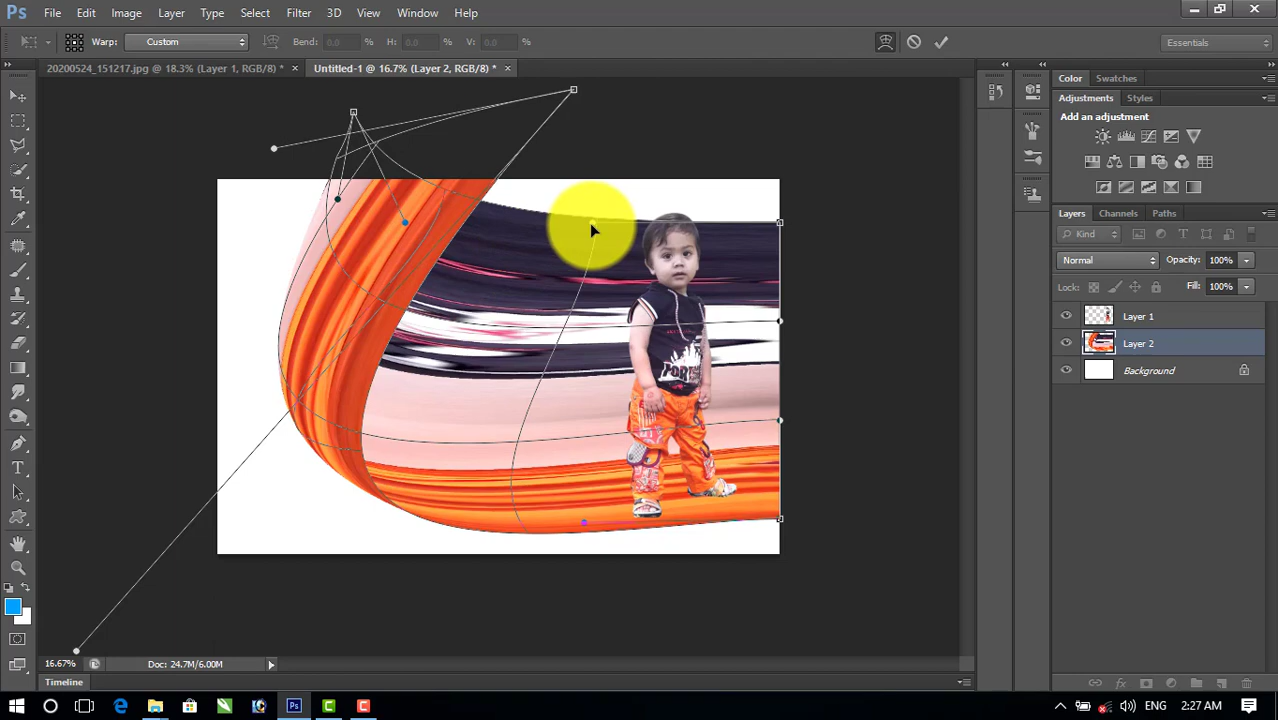 Ps File Edit Image Layer Type Select Filter 3D View Window Help
Warp: Custom Bend: 0.0 % H: 0.0 % V: 0.0 % Essentials
20200524_151217.jpg @ 18.3% (Layer 1, RGB/8) * × Untitled-1 @ 16.7% (Layer 2, RGB/8) * ×
Color Swatches
Adjustments Styles
Add an adjustment
Layers Channels Paths
Kind
Normal Opacity: 100%
Lock: Fill: 100%
Layer 1
Layer 2
Background
16.67% Doc: 24.7M/6.00M
Timeline
ENG 2:27 AM